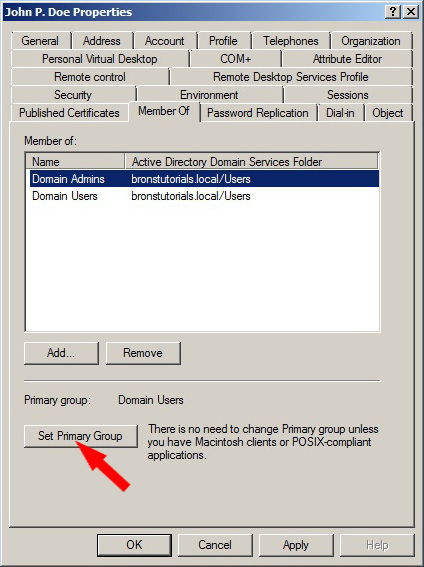 John P. Doe Properties
General Address Account Profile Telephones Organization
Personal Virtual Desktop COM+ Attribute Editor
Remote control Remote Desktop Services Profile
Security Environment Sessions
Published Certificates Member Of Password Replication Dial-in Object
Member of:
Name Active Directory Domain Services Folder
Domain Admins bronstutorials.local/Users
Domain Users bronstutorials.local/Users
Add... Remove
Primary group: Domain Users
Set Primary Group
There is no need to change Primary group unless
you have Macintosh clients or POSIX-compliant
applications.
OK Cancel Apply Help